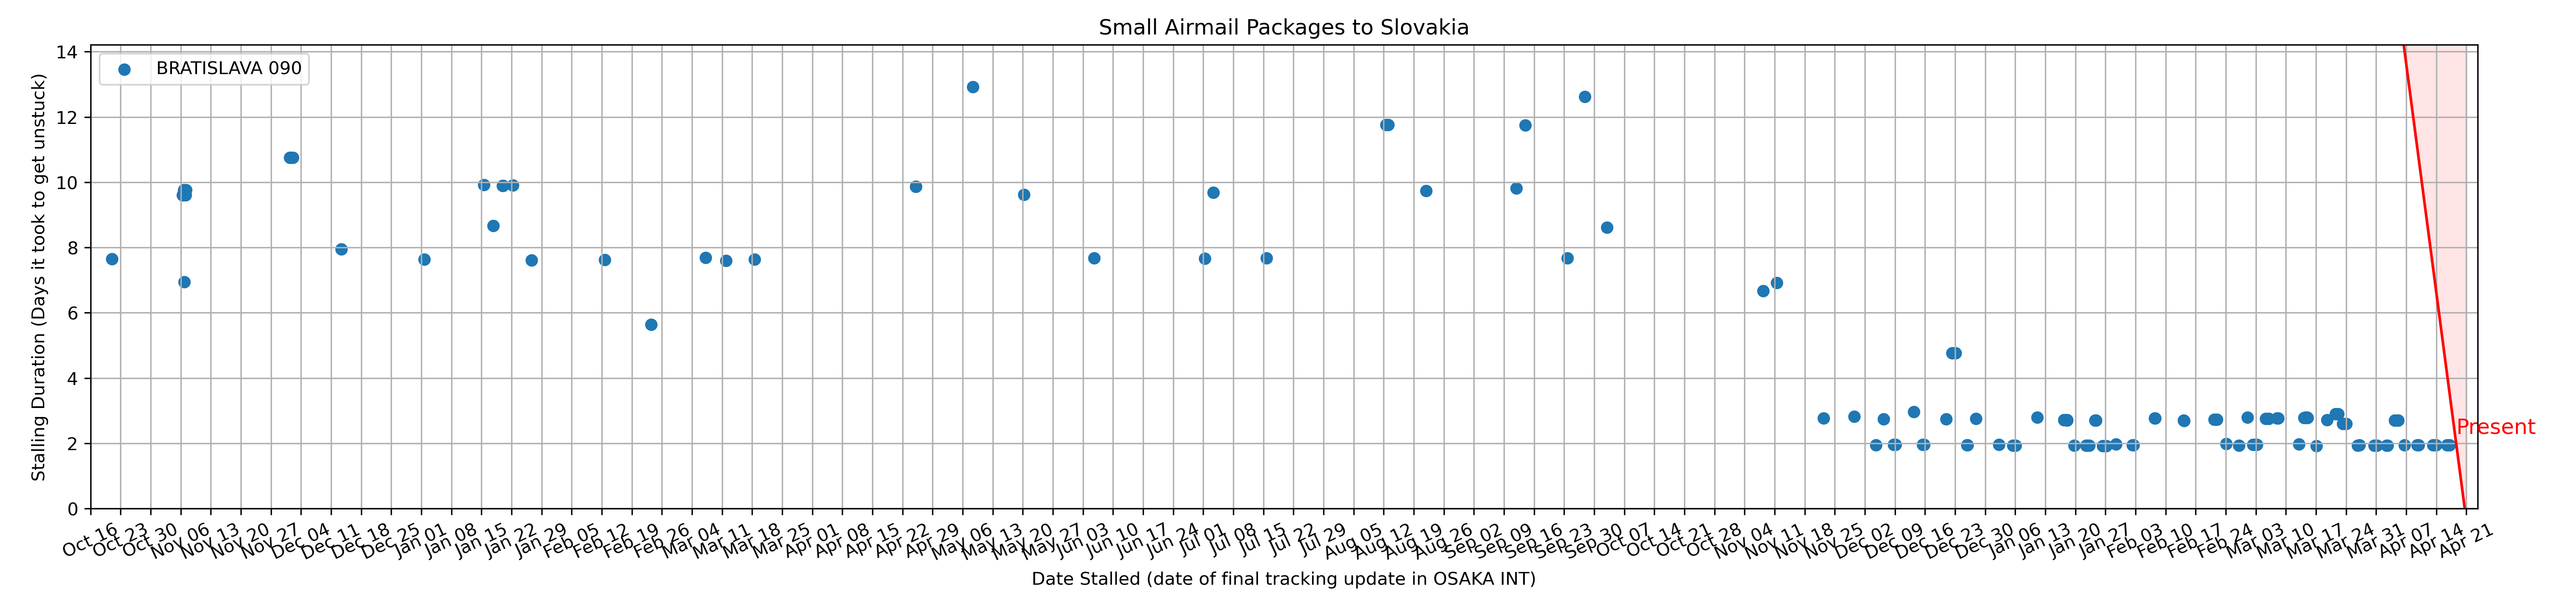 Small Airmail Packages to Slovakia
BRATISLAVA 090
Stalling Duration (Days it took to get unstuck)
14
12
10
8
6
4
2
0
Present
Oct 16
Oct 23
Oct 30
Nov 06
Nov 13
Nov 20
Nov 27
Dec 04
Dec 11
Dec 18
Dec 25
Jan 01
Jan 08
Jan 15
Jan 22
Jan 29
Feb 05
Feb 12
Feb 19
Feb 26
Mar 04
Mar 11
Mar 18
Mar 25
Apr 01
Apr 08
Apr 15
Apr 22
Apr 29
May 06
May 13
May 20
May 27
Jun 03
Jun 10
Jun 17
Jun 24
Jul 01
Jul 08
Jul 15
Jul 22
Jul 29
Aug 05
Aug 12
Aug 19
Aug 26
Sep 02
Sep 09
Sep 16
Sep 23
Sep 30
Oct 07
Oct 14
Oct 21
Oct 28
Nov 04
Nov 11
Nov 18
Nov 25
Dec 02
Dec 09
Dec 16
Dec 23
Dec 30
Jan 06
Jan 13
Jan 20
Jan 27
Feb 03
Feb 10
Feb 17
Feb 24
Mar 03
Mar 10
Mar 17
Mar 24
Mar 31
Apr 07
Apr 14
Apr 21
Date Stalled (date of final tracking update in OSAKA INT)